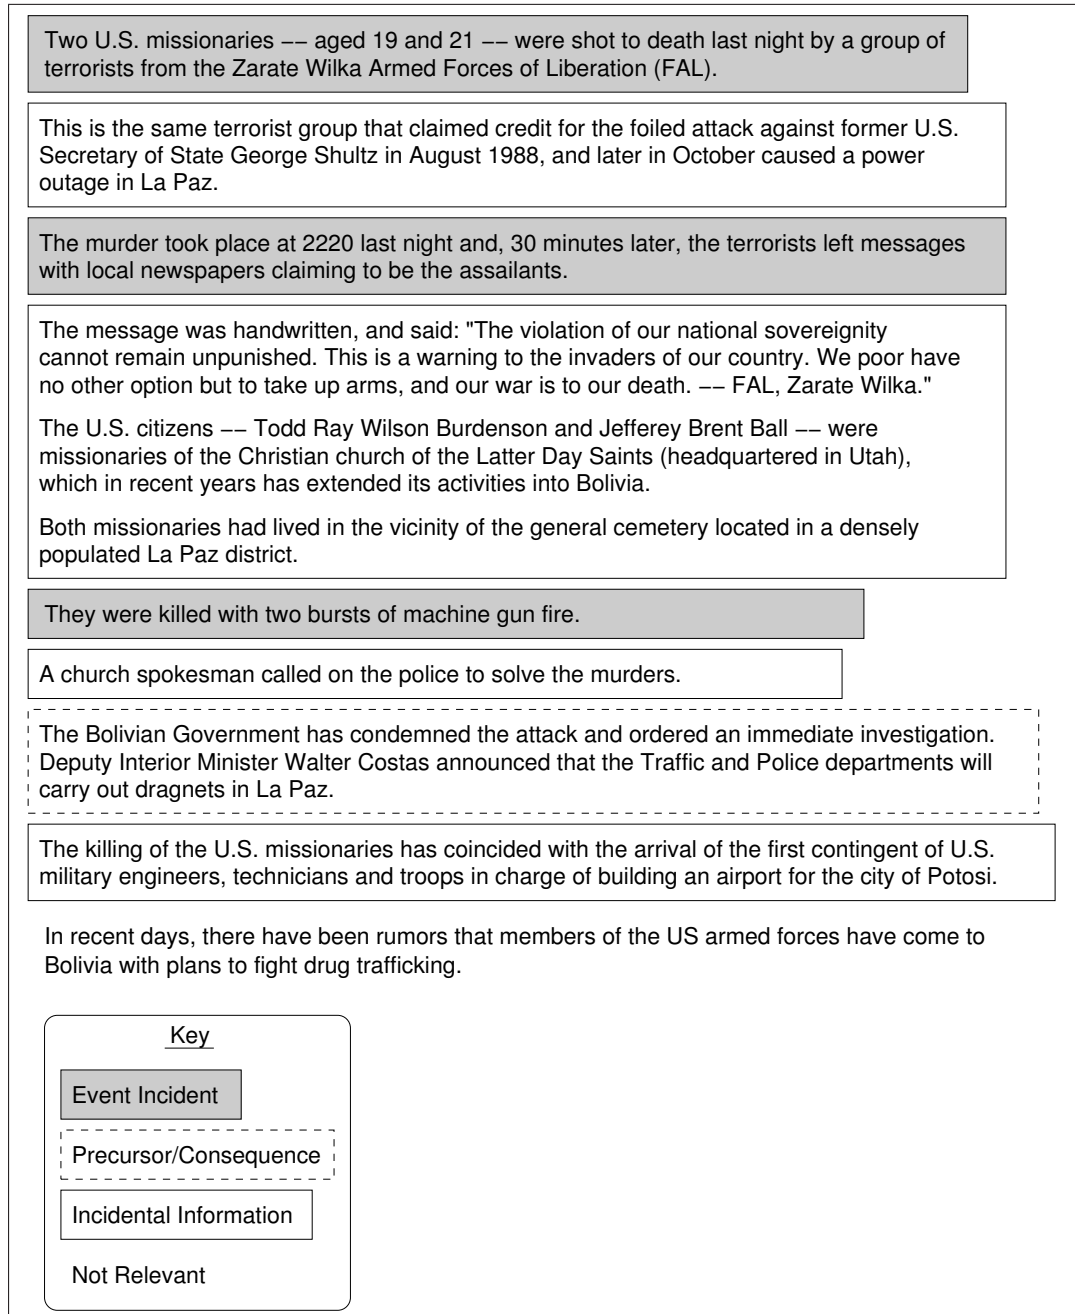 Two U.S. missionaries −− aged 19 and 21 −− were shot to death last night by a group of
terrorists from the Zarate Wilka Armed Forces of Liberation (FAL).
This is the same terrorist group that claimed credit for the foiled attack against former U.S.
Secretary of State George Shultz in August 1988, and later in October caused a power
outage in La Paz.
The murder took place at 2220 last night and, 30 minutes later, the terrorists left messages
with local newspapers claiming to be the assailants.
The message was handwritten, and said: "The violation of our national sovereignity
cannot remain unpunished. This is a warning to the invaders of our country. We poor have
no other option but to take up arms, and our war is to our death. −− FAL, Zarate Wilka."
The U.S. citizens −− Todd Ray Wilson Burdenson and Jefferey Brent Ball −− were
missionaries of the Christian church of the Latter Day Saints (headquartered in Utah),
which in recent years has extended its activities into Bolivia.
Both missionaries had lived in the vicinity of the general cemetery located in a densely
populated La Paz district.
They were killed with two bursts of machine gun fire.
A church spokesman called on the police to solve the murders.
The Bolivian Government has condemned the attack and ordered an immediate investigation.
Deputy Interior Minister Walter Costas announced that the Traffic and Police departments will
carry out dragnets in La Paz.
The killing of the U.S. missionaries has coincided with the arrival of the first contingent of U.S.
military engineers, technicians and troops in charge of building an airport for the city of Potosi.
In recent days, there have been rumors that members of the US armed forces have come to
Bolivia with plans to fight drug trafficking.
Key
Event Incident
Precursor/Consequence
Incidental Information
Not Relevant